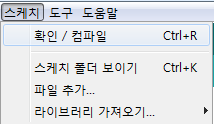 스케치 도구 도움말
확인 / 컴파일 Ctrl+R
스케치 폴더 보이기 Ctrl+K
파일 추가...
라이브러리 가져오기...